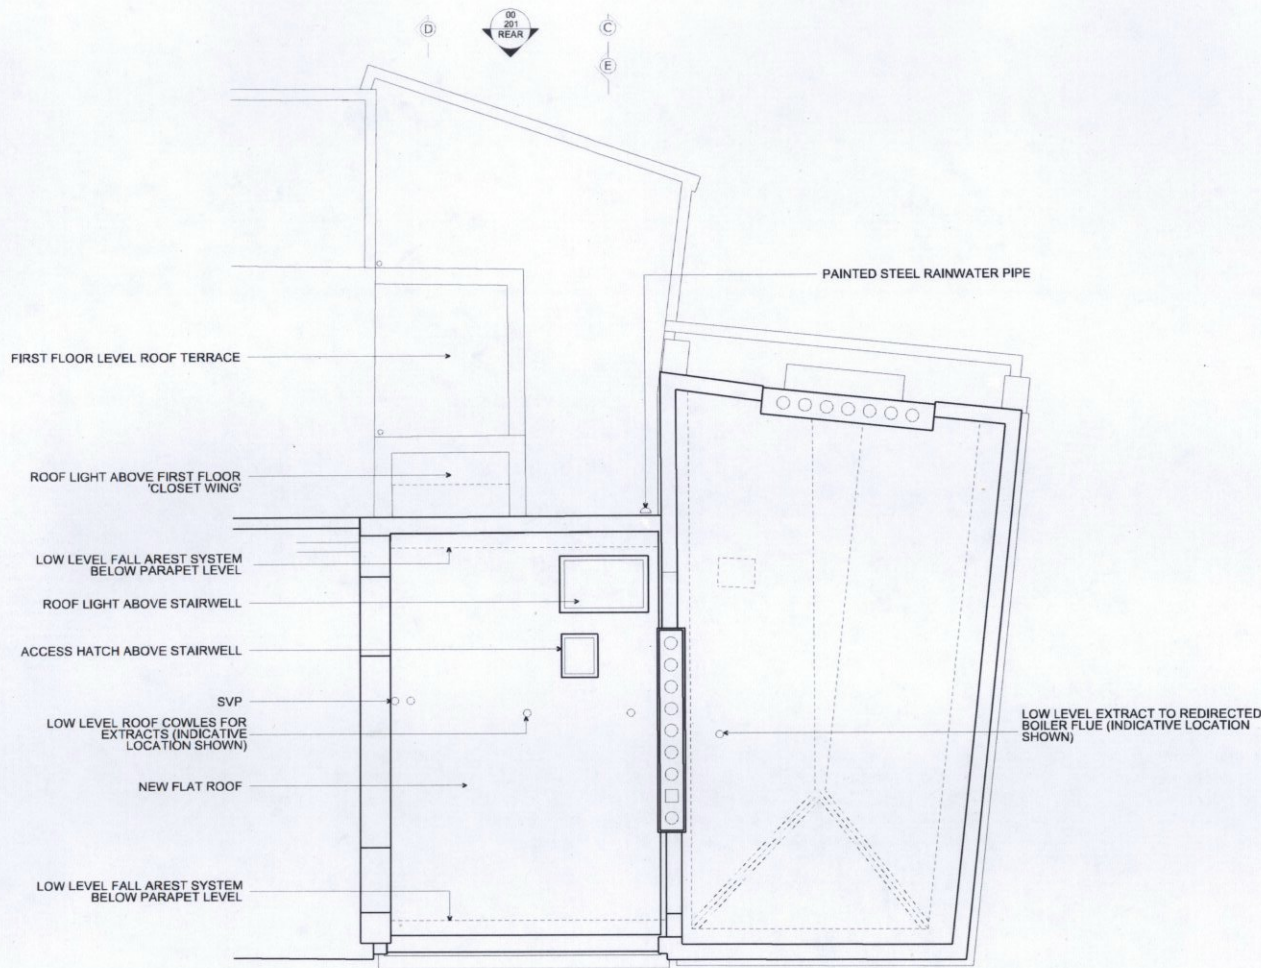 D
00
201
REAR
C
E
PAINTED STEEL RAINWATER PIPE
FIRST FLOOR LEVEL ROOF TERRACE
ROOF LIGHT ABOVE FIRST FLOOR
'CLOSET WING'
LOW LEVEL FALL AREST SYSTEM
BELOW PARAPET LEVEL
ROOF LIGHT ABOVE STAIRWELL
ACCESS HATCH ABOVE STAIRWELL
SVP
LOW LEVEL ROOF COWLES FOR
EXTRACTS (INDICATIVE
LOCATION SHOWN)
LOW LEVEL EXTRACT TO REDIRECTED
BOILER FLUE (INDICATIVE LOCATION
SHOWN)
NEW FLAT ROOF
LOW LEVEL FALL AREST SYSTEM
BELOW PARAPET LEVEL